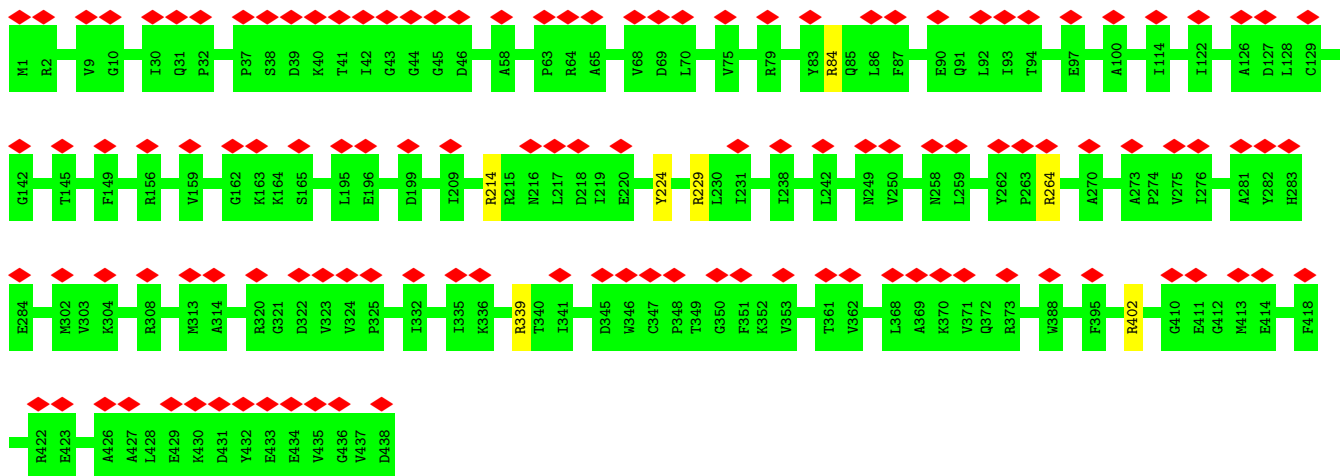 M1 R2 V9 G10 I30 Q31 P32 P37 S38 D39 K40 T41 I42 G43 G44 G45 D46 A58 P63 R64 A65 V68 D69 L70 V75 R79 Y83 R84 Q85 L86 F87 E90 Q91 L92 I93 T94 E97 A100 I114 I122 A126 D127 L128 C129
G142 T145 F149 R156 V159 G162 K163 K164 S165 L195 E196 D199 I209 R214 R215 N216 L217 D218 I219 E220 Y224 R229 L230 I231 I238 L242 N249 V250 N258 L259 Y262 P263 R264 A270 A273 P274 V275 I276 A281 Y282 H283
E284 M302 V303 K304 R308 M313 A314 R320 G321 D322 V323 V324 P325 I332 I335 K336 R339 T340 I341 D345 W346 C347 P348 T349 G350 F351 K352 V353 T361 V362 L368 A369 K370 V371 Q372 R373 W388 F395 R402 G410 E411 G412 M413 E414 F418
R422 E423 A426 A427 L428 E429 K430 D431 Y432 E433 E434 V435 G436 V437 D438